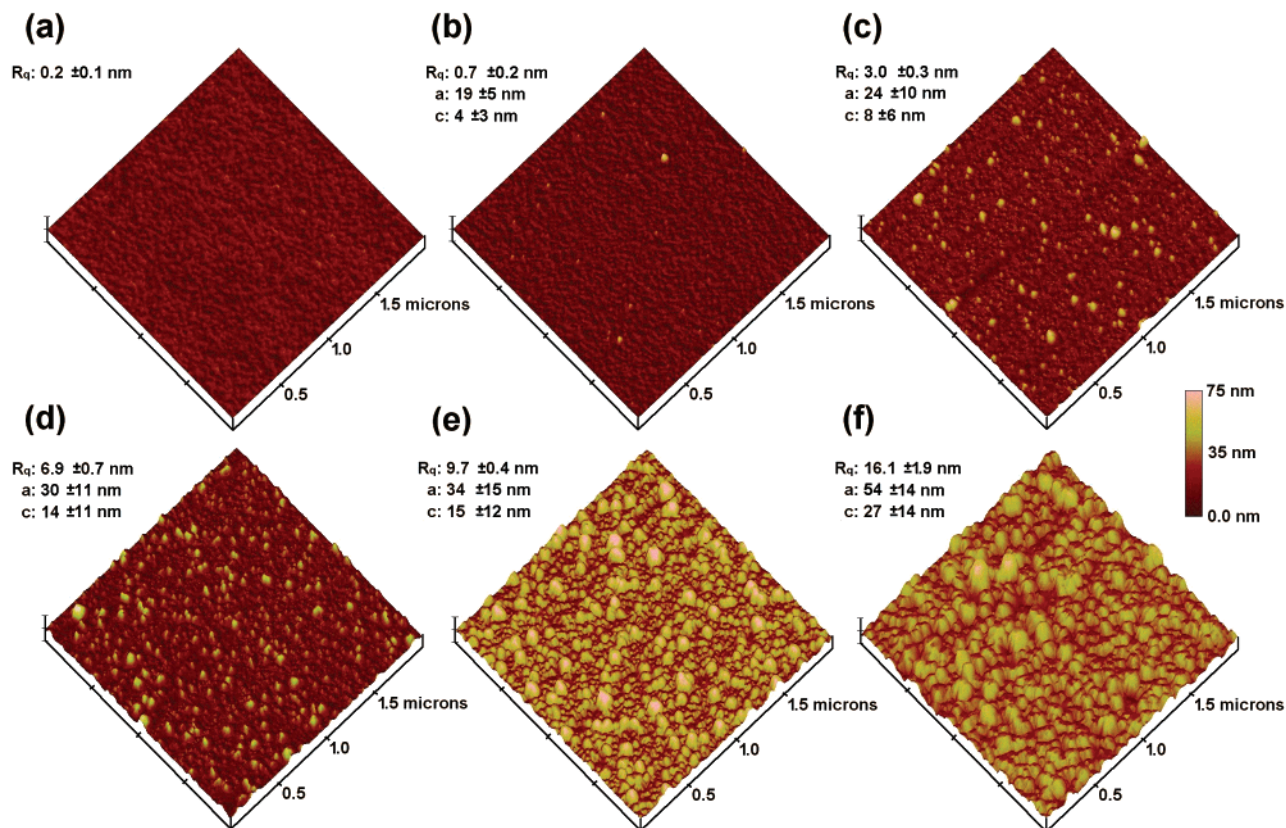 (a)
Rq: 0.2 ±0.1 nm
1.5 microns
1.0
0.5
(b)
Rq: 0.7 ±0.2 nm
a: 19 ±5 nm
c: 4 ±3 nm
1.5 microns
1.0
0.5
(c)
Rq: 3.0 ±0.3 nm
a: 24 ±10 nm
c: 8 ±6 nm
1.5 microns
1.0
0.5
75 nm
35 nm
0.0 nm
(d)
Rq: 6.9 ±0.7 nm
a: 30 ±11 nm
c: 14 ±11 nm
1.5 microns
1.0
0.5
(e)
Rq: 9.7 ±0.4 nm
a: 34 ±15 nm
c: 15 ±12 nm
1.5 microns
1.0
0.5
(f)
Rq: 16.1 ±1.9 nm
a: 54 ±14 nm
c: 27 ±14 nm
1.5 microns
1.0
0.5